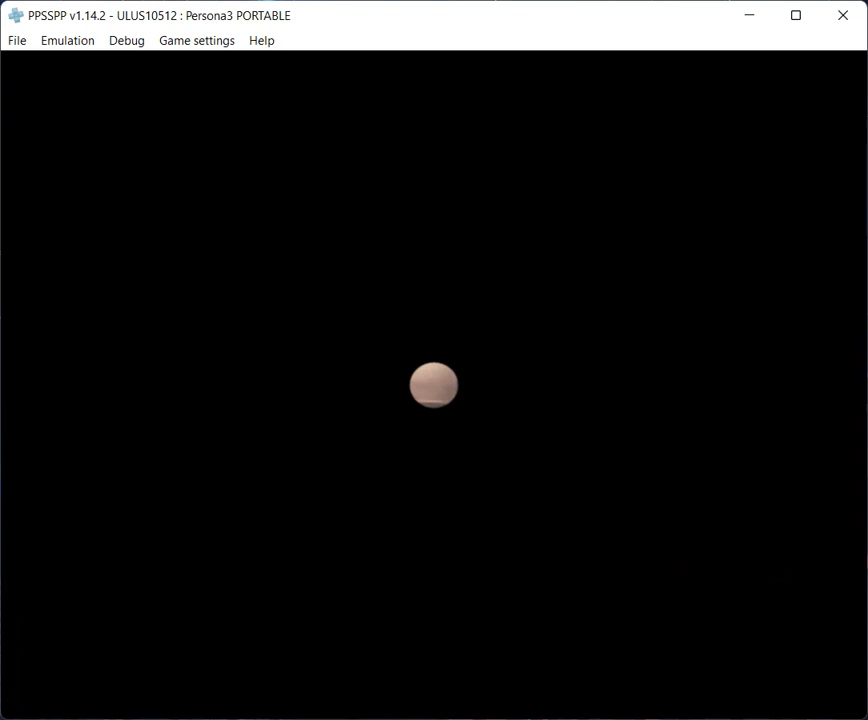 PPSSPP v1.14.2 - ULUS10512 : Persona3 PORTABLE
File Emulation Debug Game settings Help